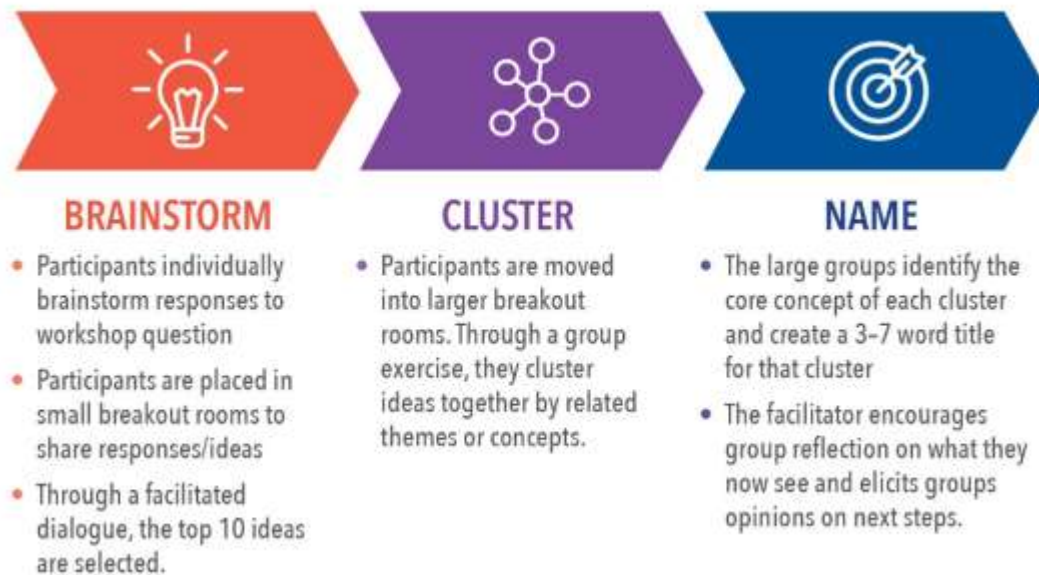 BRAINSTORM
• Participants individually
brainstorm responses to
workshop question
• Participants are placed in
small breakout rooms to
share responses/ideas
• Through a facilitated
dialogue, the top 10 ideas
are selected.
CLUSTER
• Participants are moved
into larger breakout
rooms. Through a group
exercise, they cluster
ideas together by related
themes or concepts.
NAME
• The large groups identify the
core concept of each cluster
and create a 3–7 word title
for that cluster
• The facilitator encourages
group reflection on what they
now see and elicits groups
opinions on next steps.